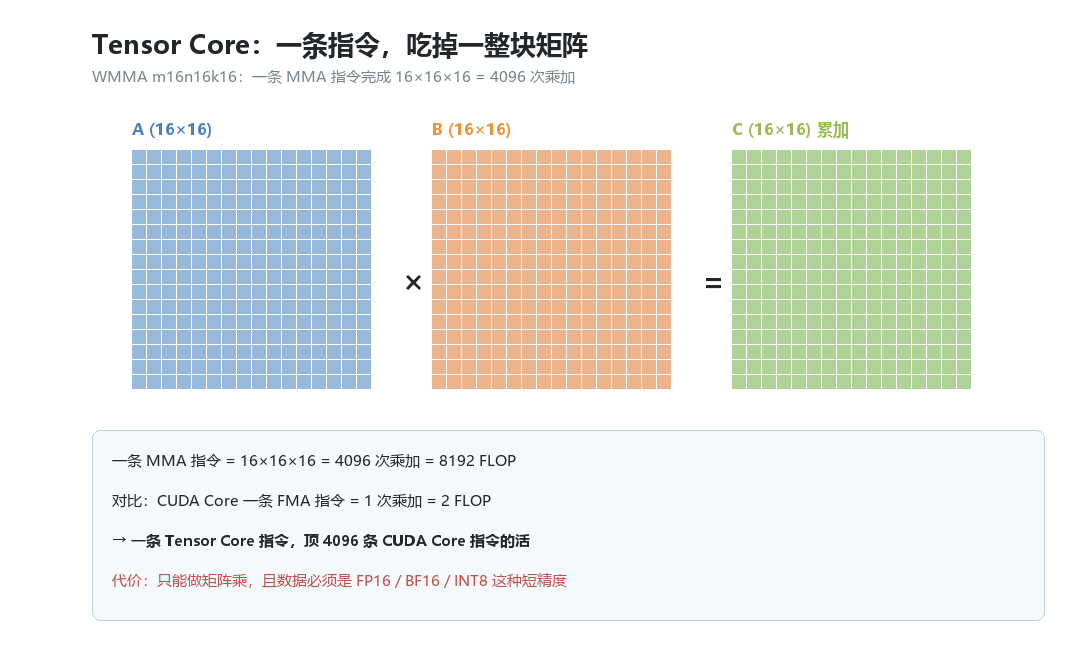 Tensor Core：一条指令，吃掉一整块矩阵
WMMA m16n16k16：一条 MMA 指令完成 16×16×16 = 4096 次乘加
A (16×16)
B (16×16)
C (16×16) 累加
×
=
一条 MMA 指令 = 16×16×16 = 4096 次乘加 = 8192 FLOP
对比：CUDA Core 一条 FMA 指令 = 1 次乘加 = 2 FLOP
→ 一条 Tensor Core 指令，顶 4096 条 CUDA Core 指令的活
代价：只能做矩阵乘，且数据必须是 FP16 / BF16 / INT8 这种短精度